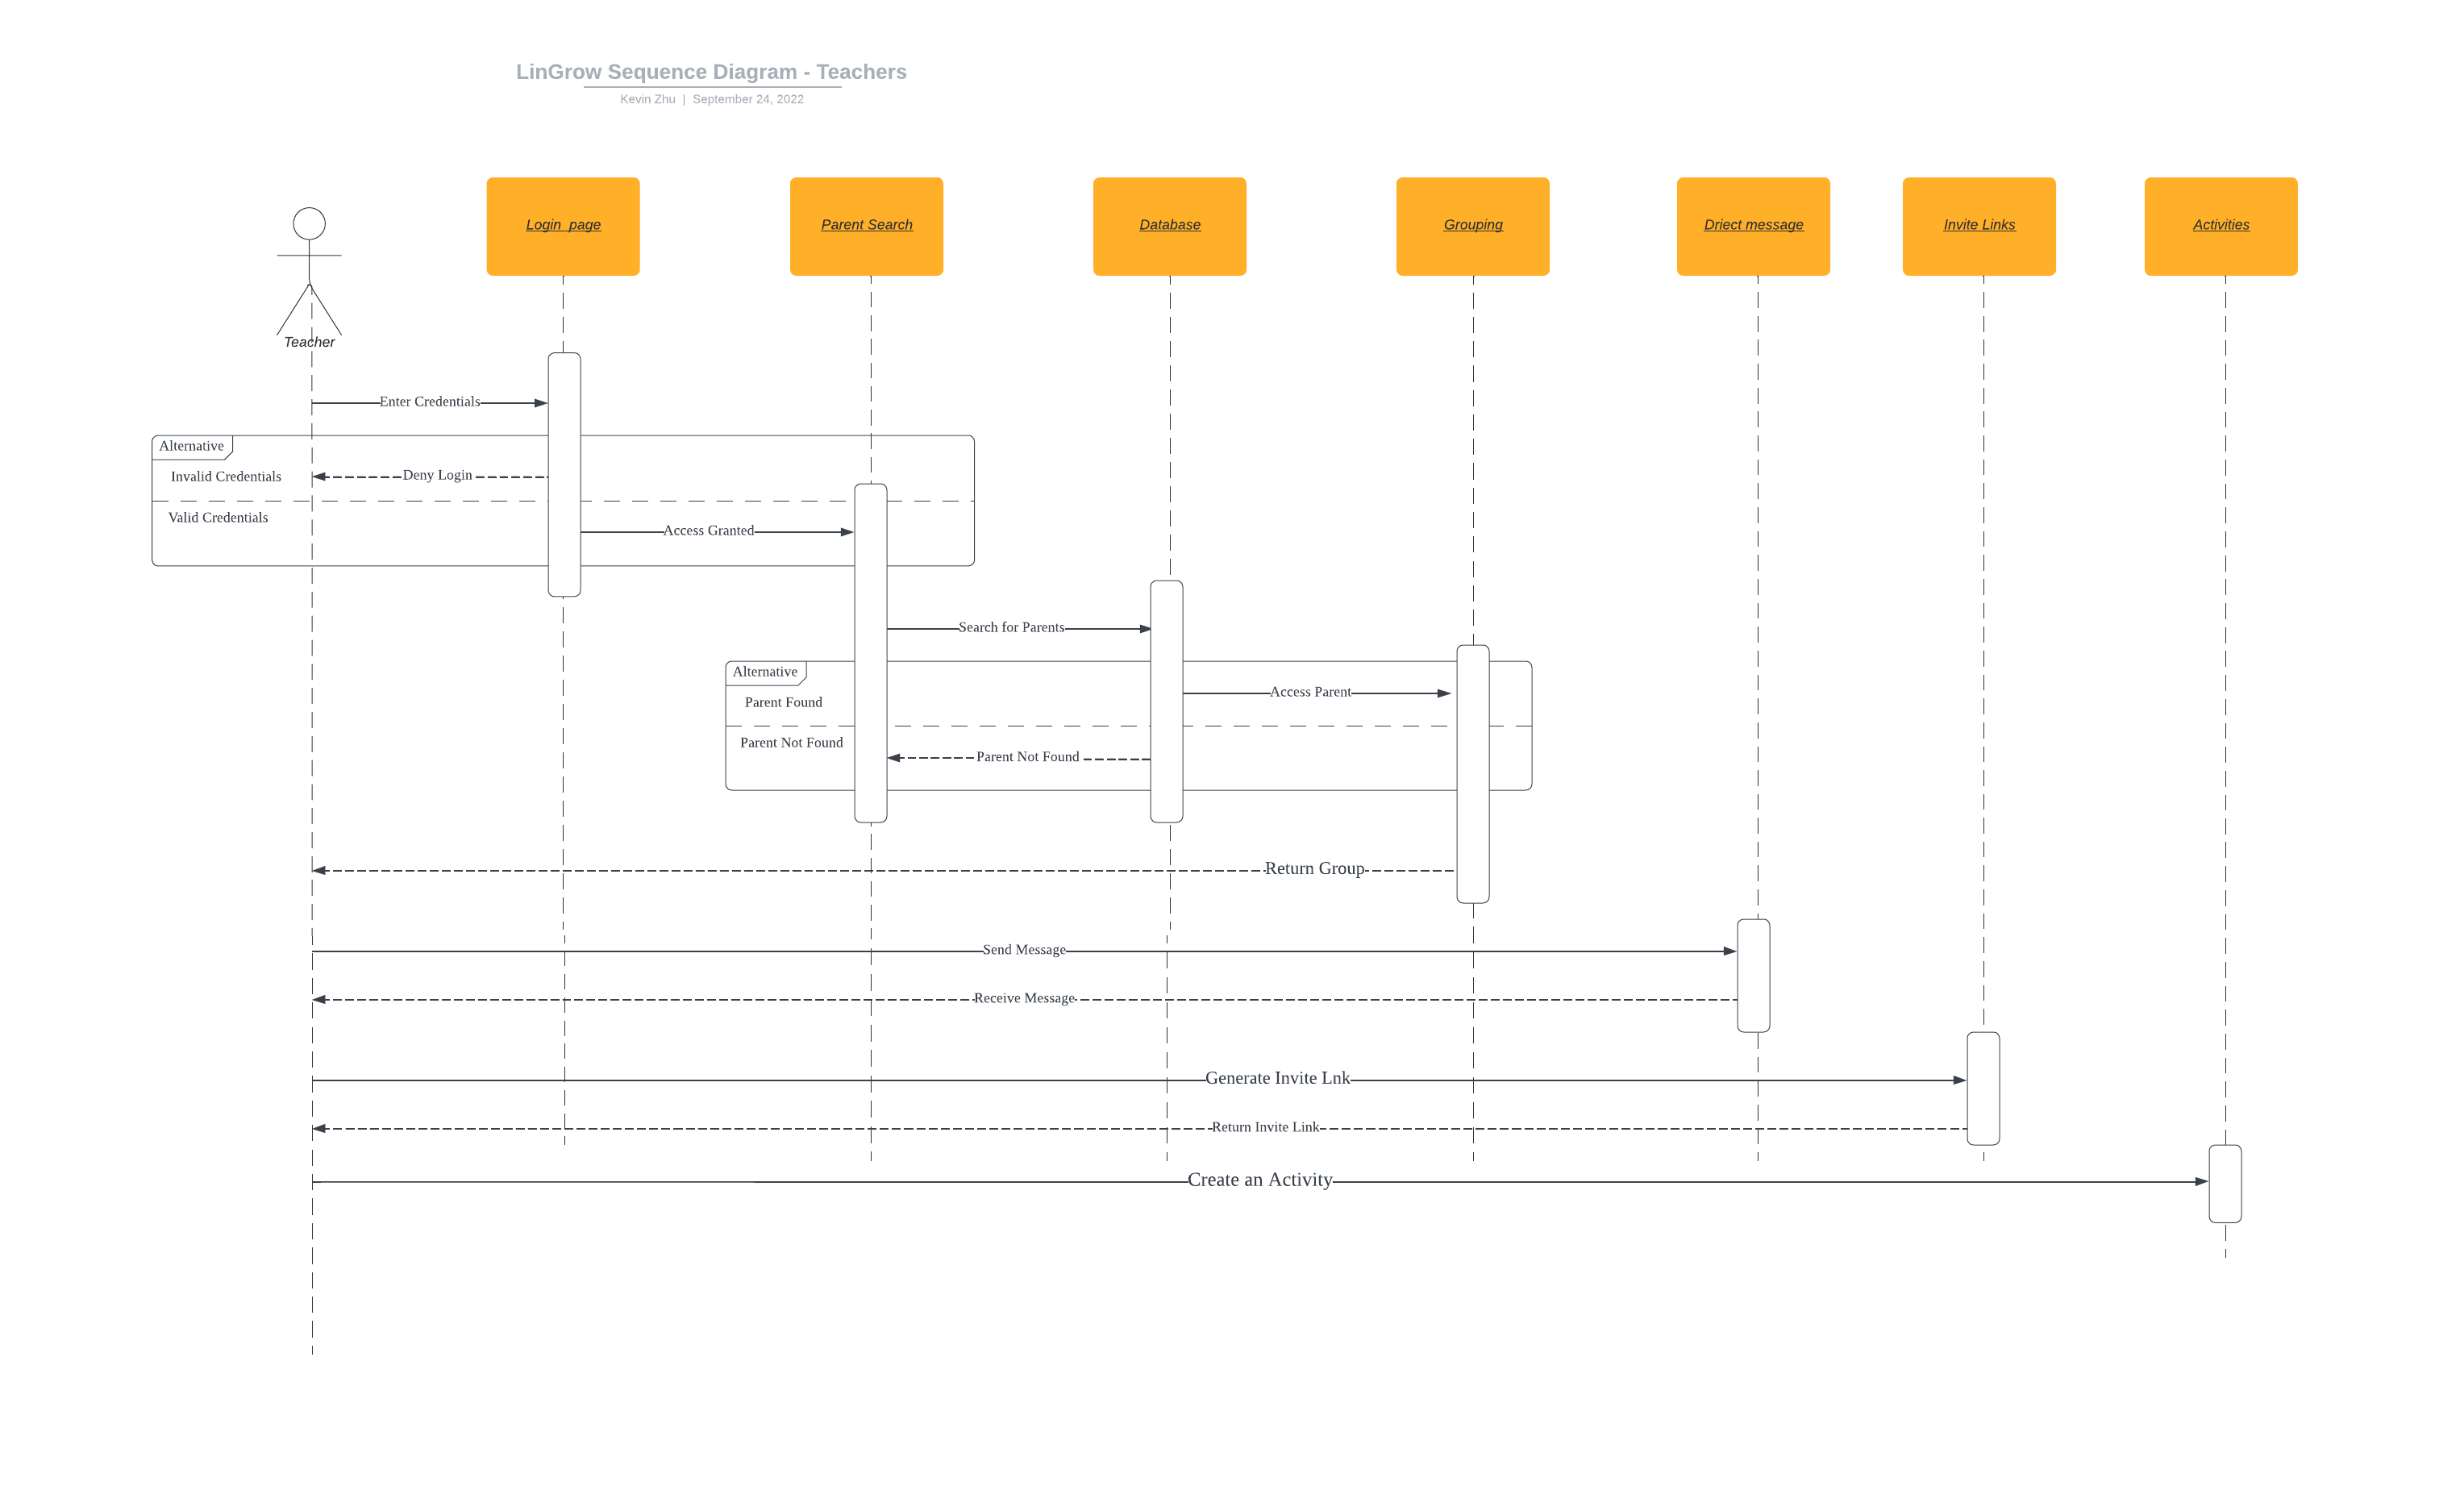 LinGrow Sequence Diagram - Teachers
Kevin Zhu | September 24, 2022
Login page
Parent Search
Database
Grouping
Driect message
Invite Links
Activities
Teacher
Enter Credentials
Alternative
Invalid Credentials
Deny Login
Valid Credentials
Access Granted
Search for Parents
Alternative
Parent Found
Access Parent
Parent Not Found
Parent Not Found
Return Group
Send Message
Receive Message
Generate Invite Lnk
Return Invite Link
Create an Activity